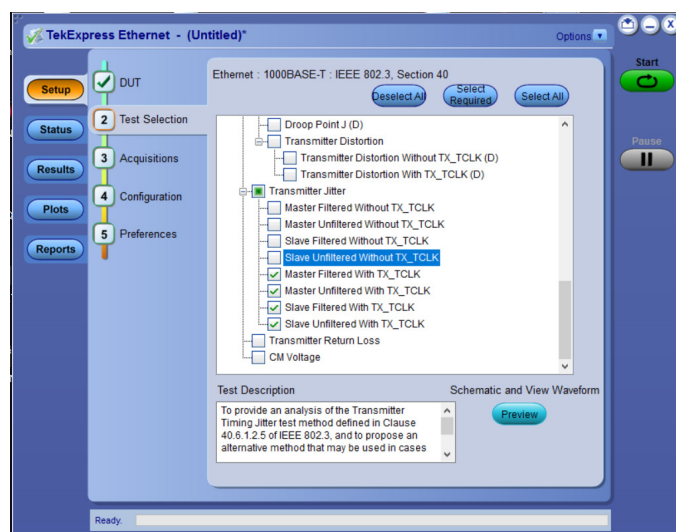 TekExpress Ethernet - (Untitled)*
Options
Start
Setup
DUT
Ethernet : 1000BASE-T : IEEE 802.3, Section 40
Deselect All
Select Required
Select All
Status
2
Test Selection
Droop Point J (D)
Transmitter Distortion
Pause
Results
3
Acquisitions
Transmitter Distortion Without TX_TCLK (D)
Transmitter Distortion With TX_TCLK (D)
Plots
4
Configuration
Transmitter Jitter
Master Filtered Without TX_TCLK
Master Unfiltered Without TX_TCLK
Reports
5
Preferences
Slave Filtered Without TX_TCLK
Slave Unfiltered Without TX_TCLK
Master Filtered With TX_TCLK
Master Unfiltered With TX_TCLK
Slave Filtered With TX_TCLK
Slave Unfiltered With TX_TCLK
Transmitter Return Loss
CM Voltage
Test Description
Schematic and View Waveform
To provide an analysis of the Transmitter
Timing Jitter test method defined in Clause
40.6.1.2.5 of IEEE 802.3, and to propose an
alternative method that may be used in cases
Preview
Ready.